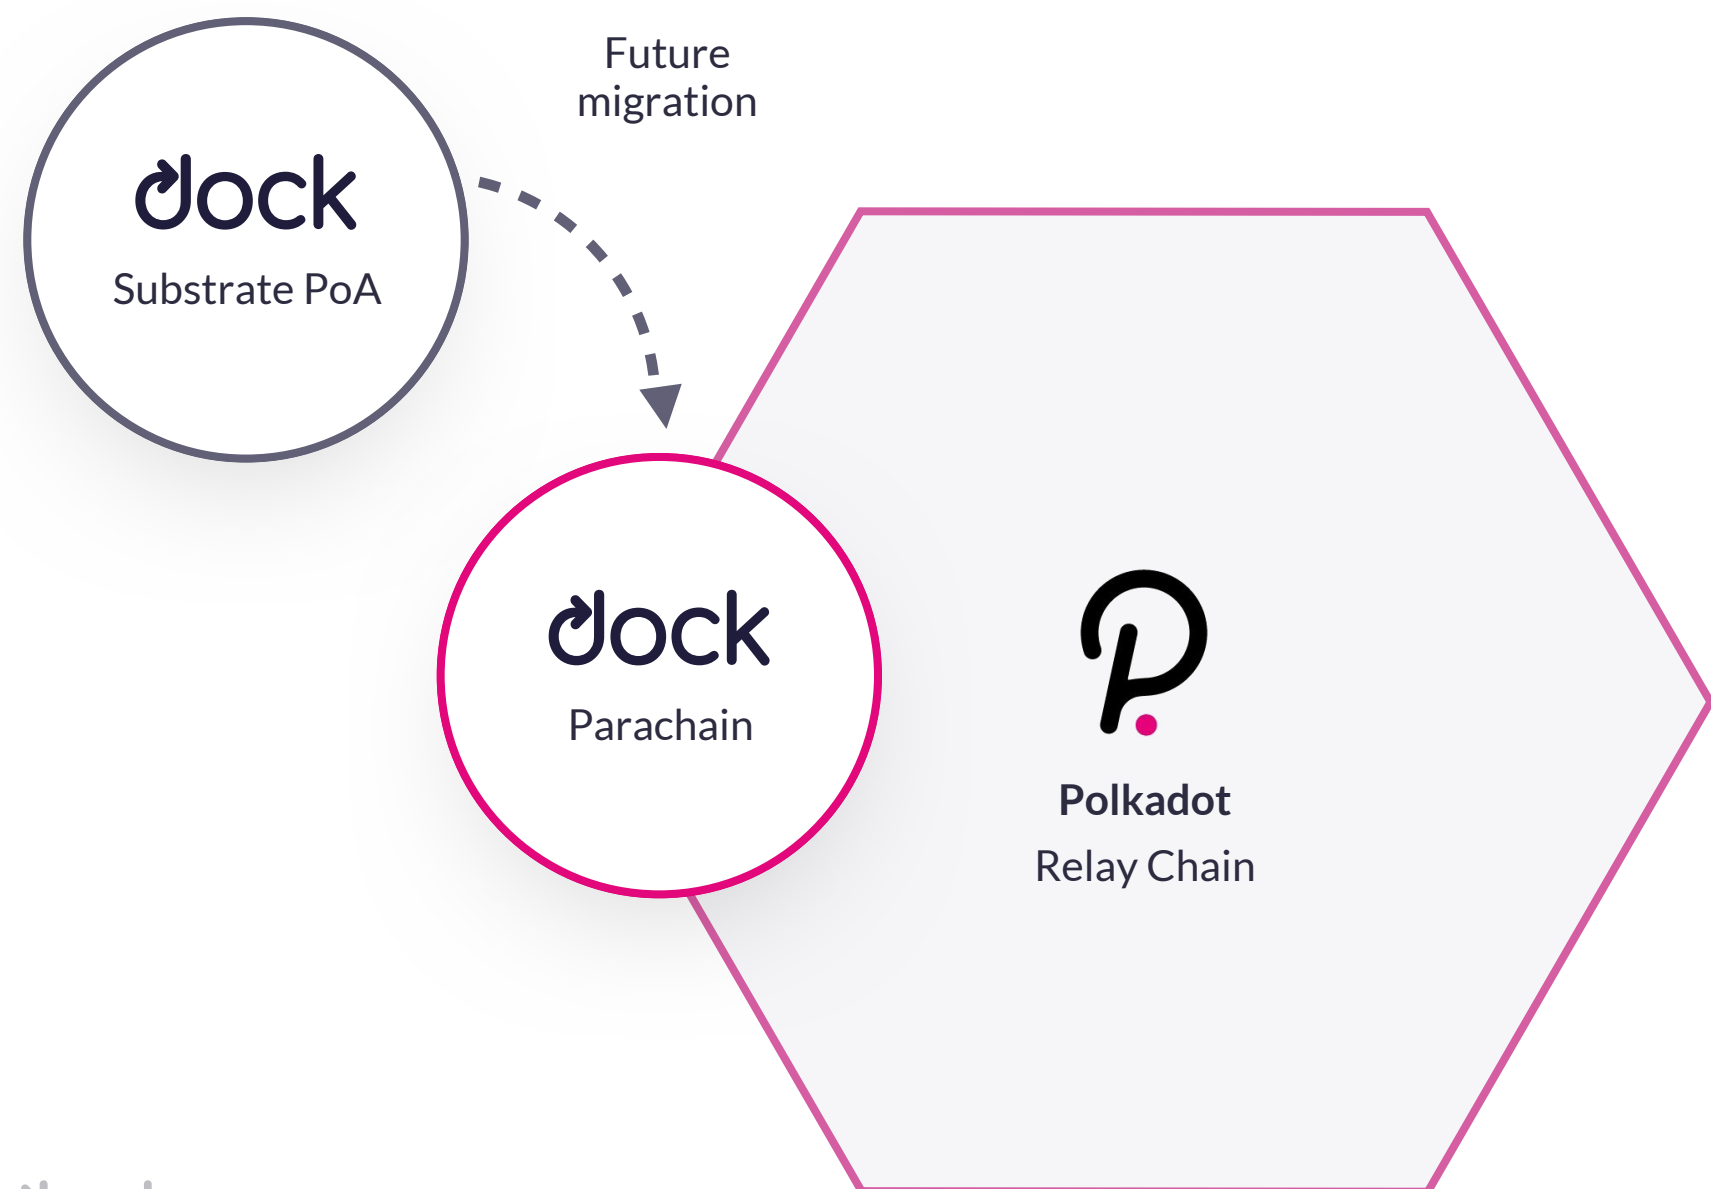 Future
migration
dock
Substrate PoA
dock
Parachain
Polkadot
Relay Chain